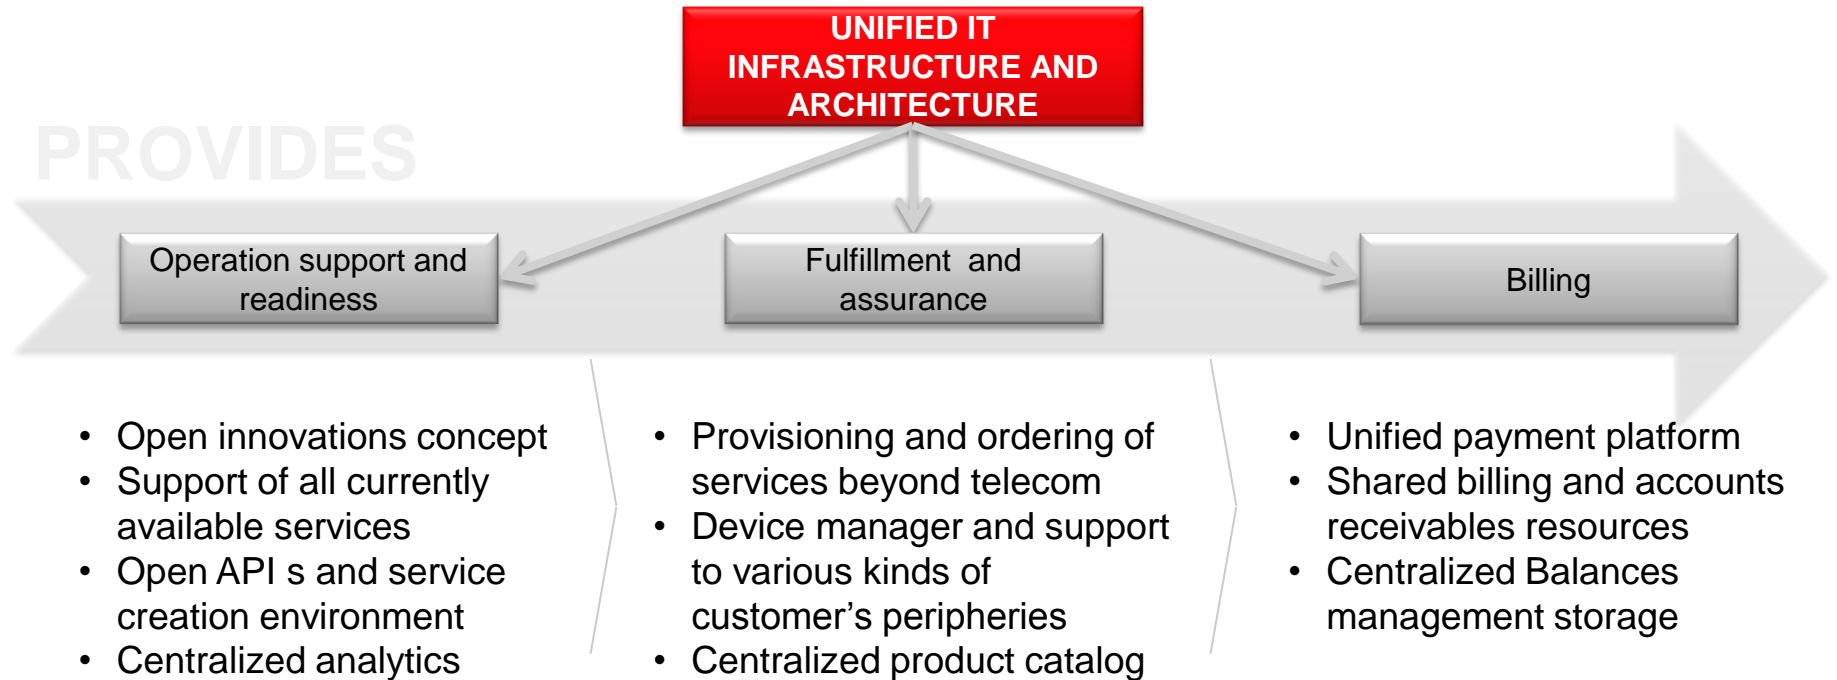 UNIFIED IT
INFRASTRUCTURE AND
ARCHITECTURE
PROVIDES
Operation support and
readiness
Fulfillment and
assurance
Billing
• Open innovations concept
• Support of all currently
available services
• Open API s and service
creation environment
• Centralized analytics
• Provisioning and ordering of
services beyond telecom
• Device manager and support
to various kinds of
customer’s peripheries
• Centralized product catalog
• Unified payment platform
• Shared billing and accounts
receivables resources
• Centralized Balances
management storage